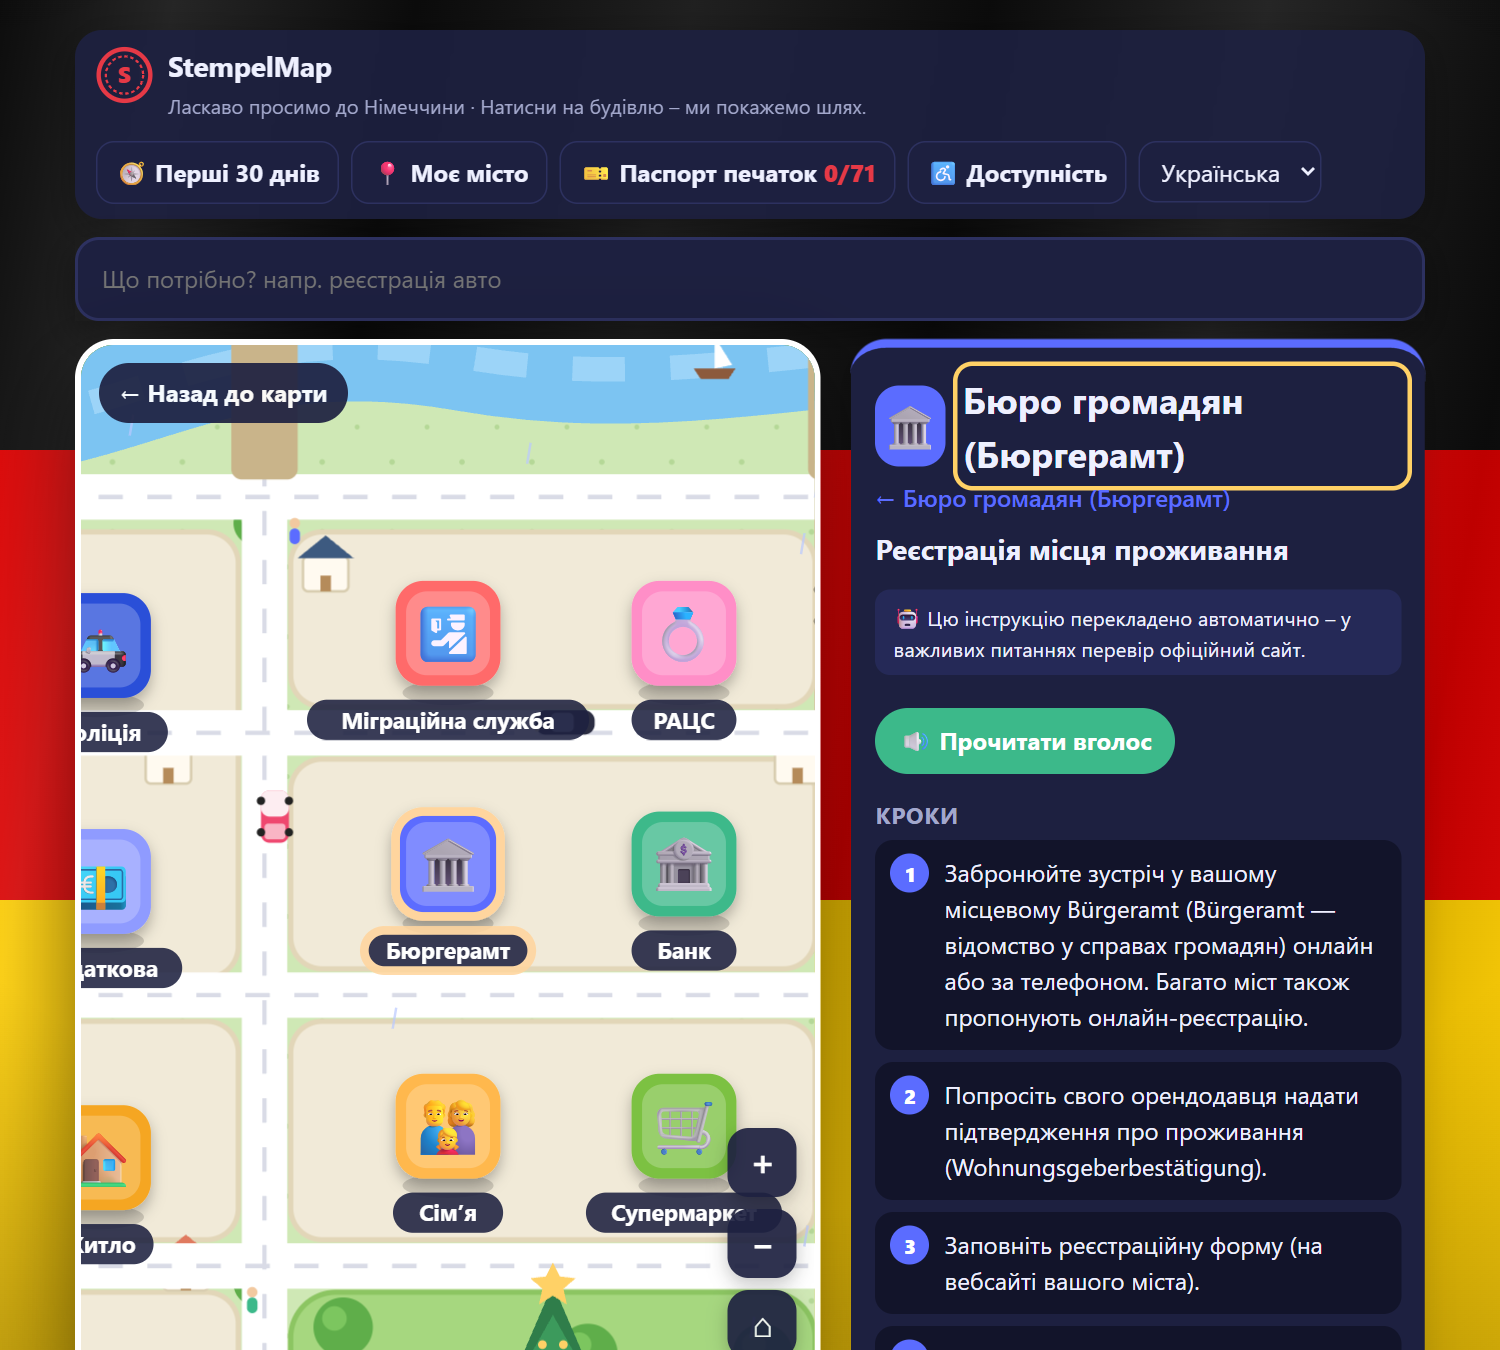 S
StempelMap
Ласкаво просимо до Німеччини · Натисни на будівлю – ми покажемо шлях.
Перші 30 днів
Моє місто
Паспорт печаток 0/71
Доступність
Українська
Що потрібно? напр. реєстрація авто
← Назад до карти
Міграційна служба
РАЦС
Бюргерамт
Банк
Сім’я
+
−
⌂
Бюро громадян
(Бюргерамт)
← Бюро громадян (Бюргерамт)
Реєстрація місця проживання
Цю інструкцію перекладено автоматично – у
важливих питаннях перевір офіційний сайт.
Прочитати вголос
КРОКИ
1
Забронюйте зустріч у вашому
місцевому Bürgeramt (Bürgeramt —
відомство у справах громадян) онлайн
або за телефоном. Багато міст також
пропонують онлайн-реєстрацію.
2
Попросіть свого орендодавця надати
підтвердження про проживання
(Wohnungsgeberbestätigung).
3
Заповніть реєстраційну форму (на
вебсайті вашого міста).